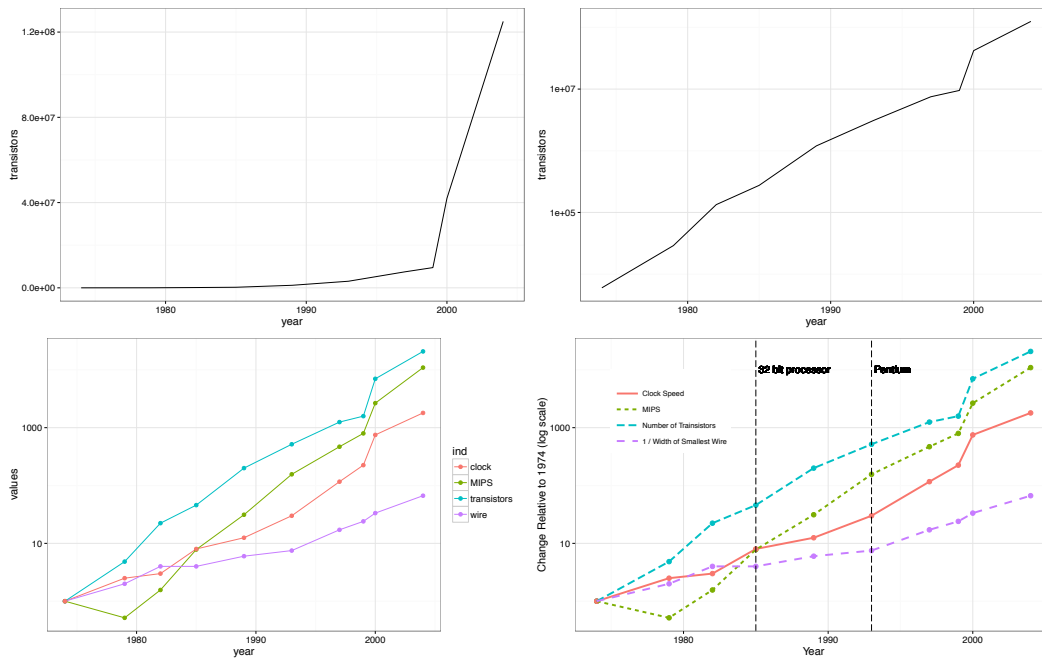 1.2e+08
8.0e+07
4.0e+07
0.0e+00
transistors
1980
1990
2000
year
1e+07
1e+05
transistors
1980
1990
2000
year
1000
10
values
1980
1990
2000
year
ind
clock
MIPS
transistors
wire
1000
10
Change Relative to 1974 (log scale)
32 bit processor
Pentium
Clock Speed
MIPS
Number of Trainsistors
1 / Width of Smallest Wire
1980
1990
2000
Year